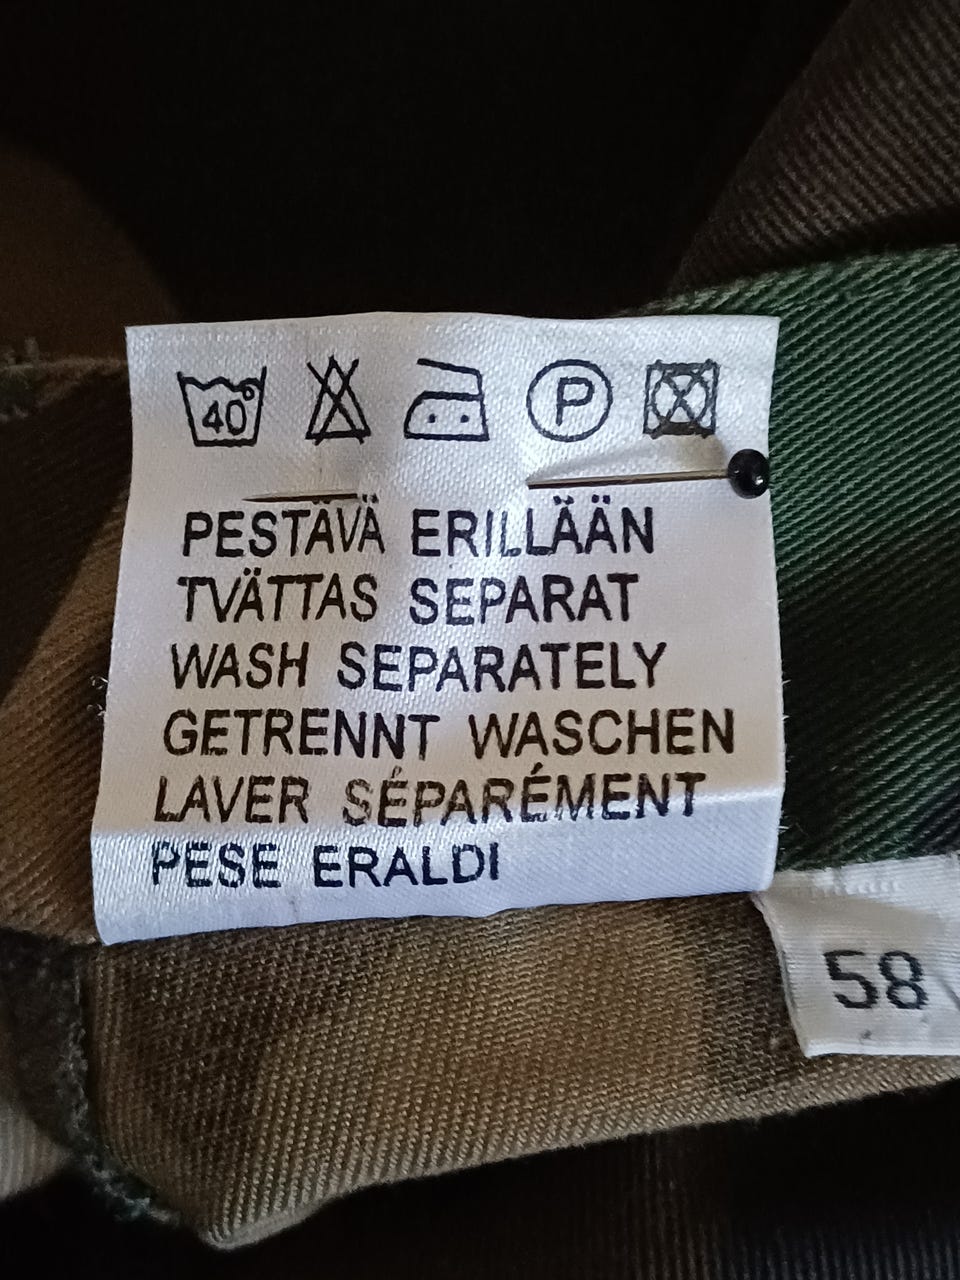 40°
P
PESTÄVÄ ERILLÄÄN
TVÄTTAS SEPARAT
WASH SEPARATELY
GETRENNT WASCHEN
LAVER SÉPARÉMENT
PESE ERALDI
58